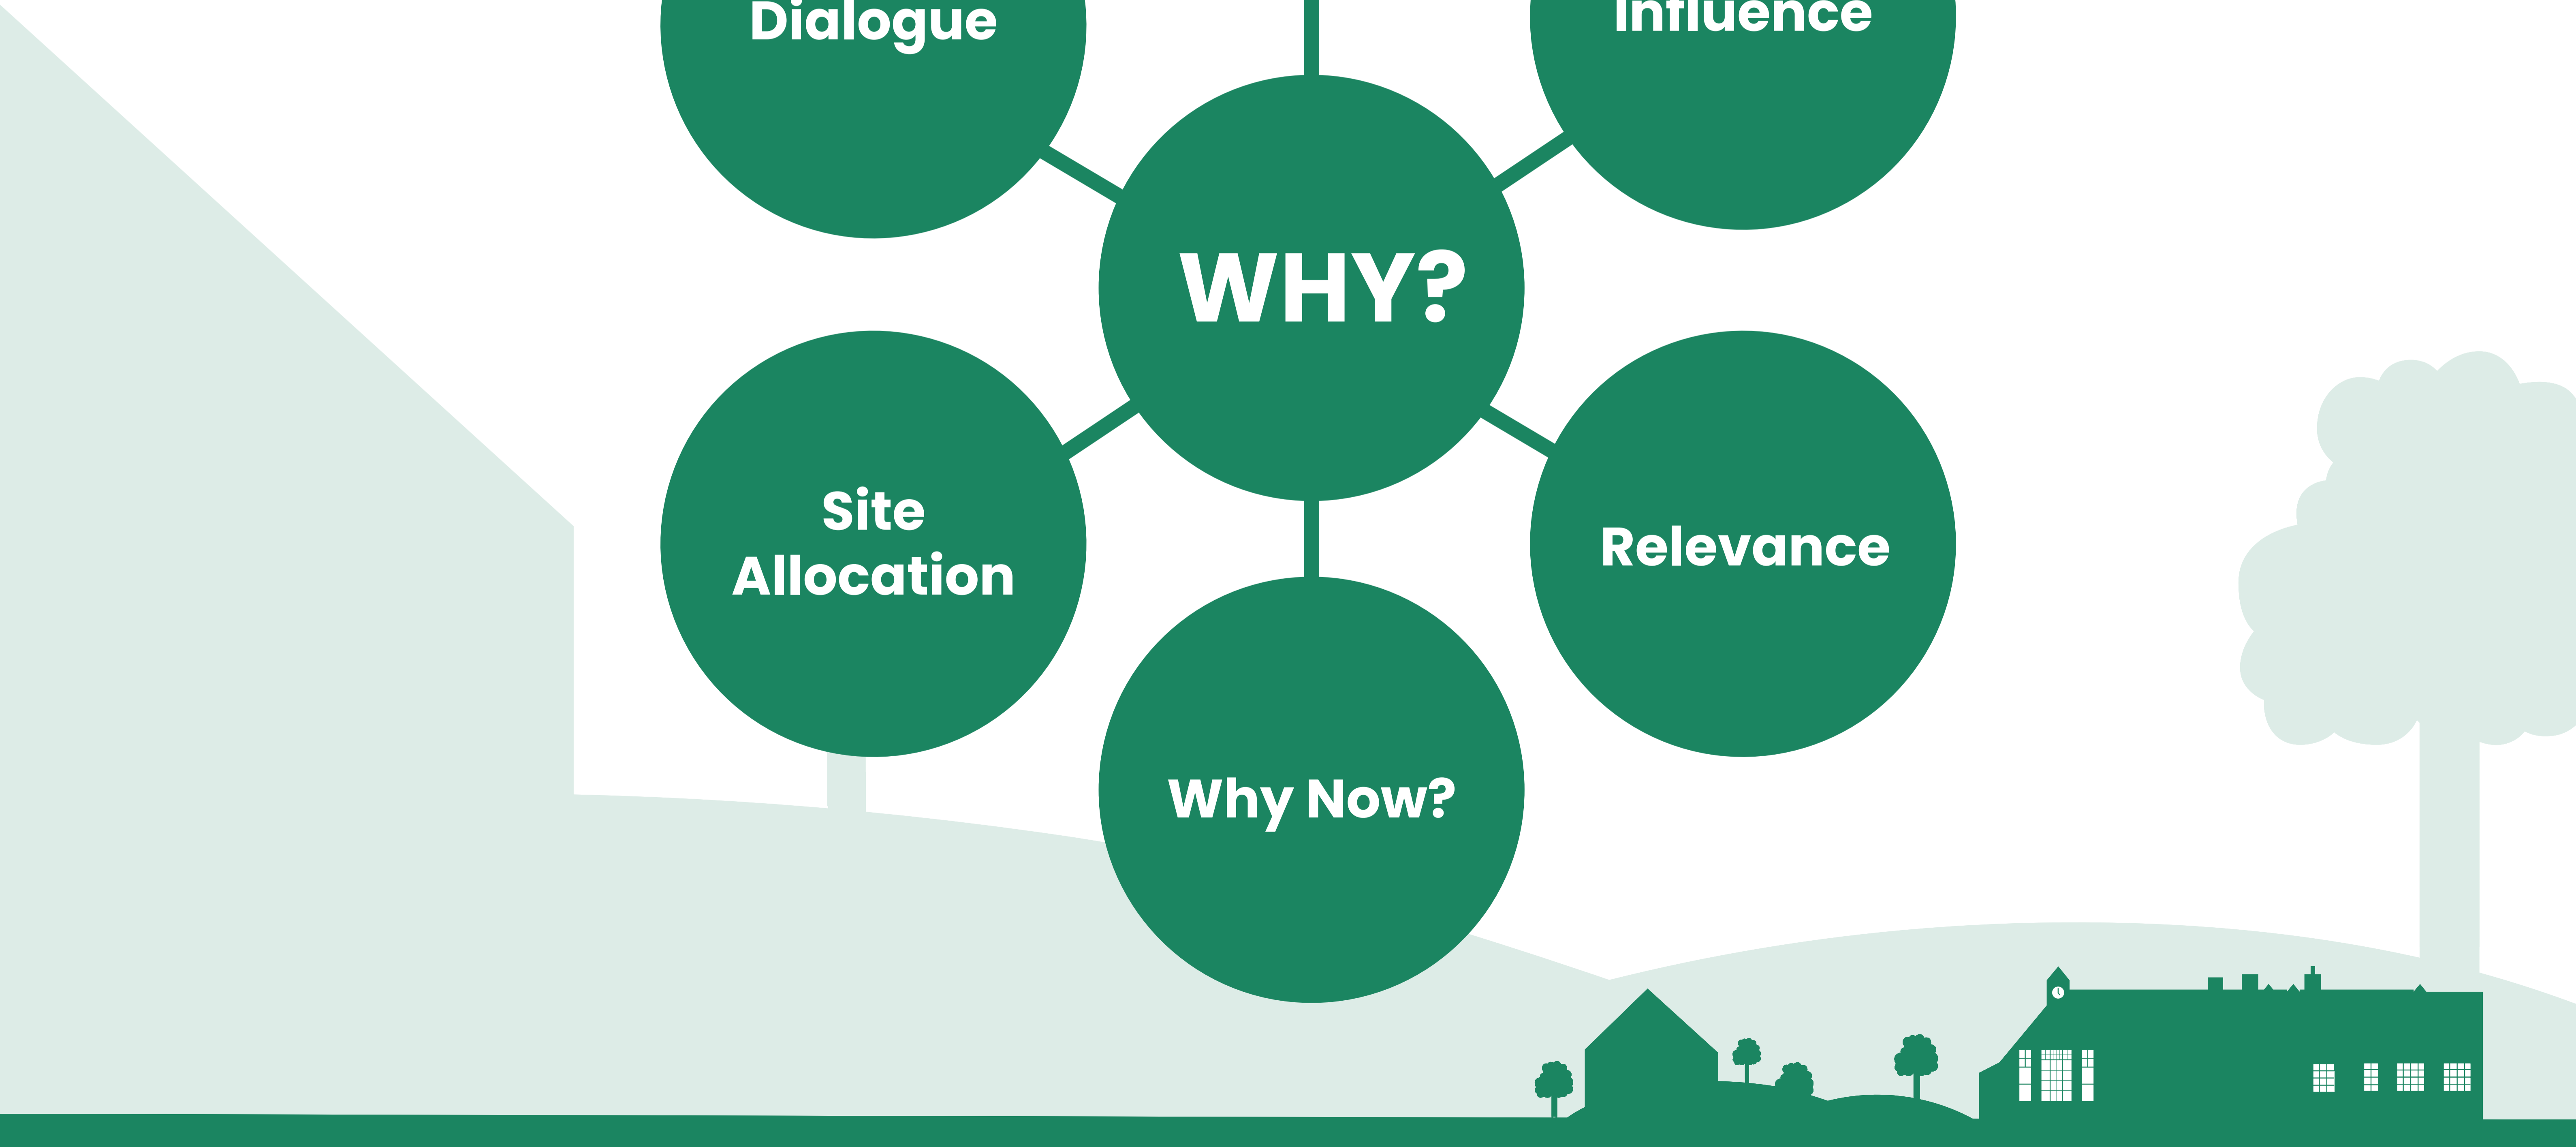 Dialogue
Influence
WHY?
Site
Allocation
Relevance
Why Now?